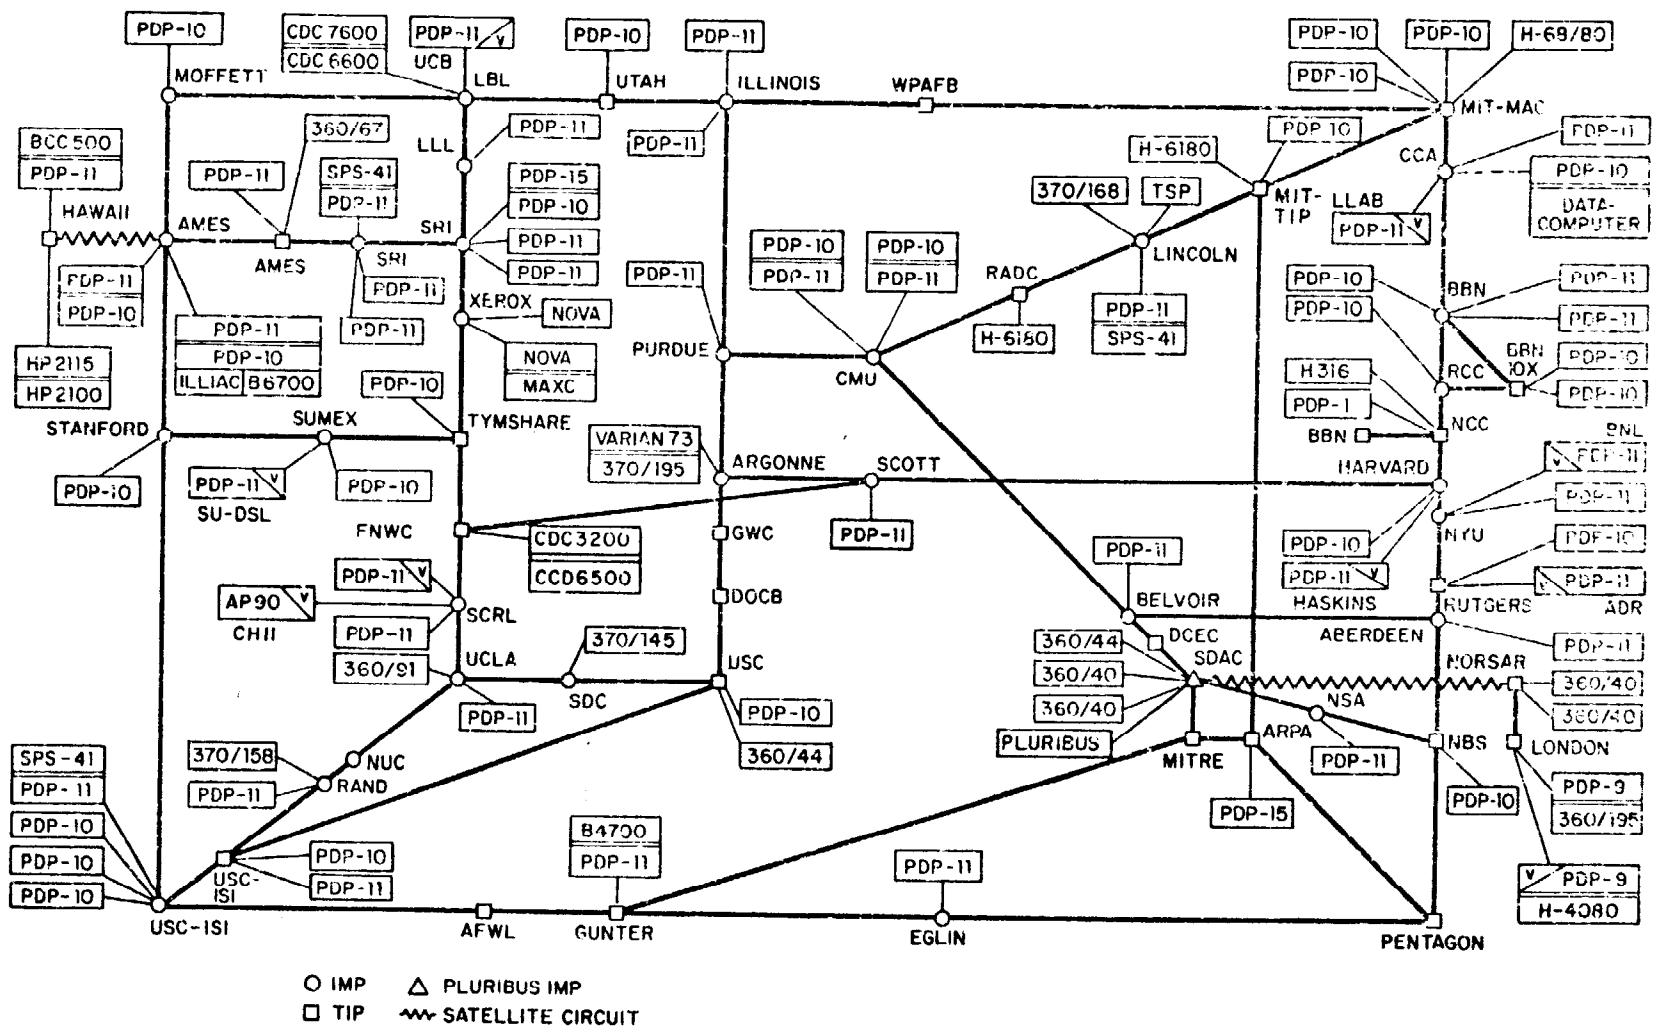 PDP-10
CDC 7600
CDC 6600
PDP-11 V
UCB
PDP-10
PDP-11
PDP-10
PDP-10
H-68/80
PDP-10
MOFFETT
LBL
UTAH
ILLINOIS
WPAFB
MIT-MAC
BCC 500
PDP-11
360/67
LLL
PDP-11
PDP-11
H-6180
PDP 10
CCA
PDP-11
PDP-11
SPS-41
PDP-11
PDP-15
PDP-10
370/168
TSP
MIT-
TIP
LLAB
PDP-11 V
PDP-10
DATA-
COMPUTER
HAWAII
AMES
AMES
SRI
SRI
PDP-11
PDP-11
PDP-10
PDP-11
PDP-10
PDP-11
LINCOLN
PDP-11
PDP-10
PDP-11
PDP-11
XEROX
NOVA
PDP-11
RADC
H-6180
PDP-11
SPS-41
PDP-10
PDP-10
BBN
PDP-11
PDP-11
PDP-11
PDP-10
ILLIAC B6700
HP2115
HP2100
PDP-10
NOVA
MAXC
PURDUE
CMU
H316
PDP-1
RCC
BBN
10X
PDP-10
PDP-10
STANFORD
SUMEX
TYMSHARE
VARIAN 73
370/195
BBN
NCC
BNL
PDP-10
PDP-11 V
SU-DSL
PDP-10
ARGONNE
SCOTT
HARVARD
V PDP-11
PDP-11
FNWC
CDC3200
CCD6500
GWC
PDP-11
PDP-10
PDP-11 V
HASKINS
NYU
PDP-10
AP90 V
CHII
PDP-11 V
PDP-11
SCRL
DOCB
PDP-11
BELVOIR
ABERDEEN
RUTGERS
V PDP-11
ADR
PDP-11
360/91
UCLA
PDP-11
370/145
SDC
USC
PDP-10
360/44
360/44
360/40
360/40
PLURIBUS
DCEC
SDAC
NSA
PDP-11
NORSAR
360/40
360/40
370/158
PDP-11
NUC
RAND
MITRE
ARPA
PDP-15
NBS
PDP-10
LONDON
PDP-9
360/195
SPS-41
PDP-11
PDP-10
PDP-10
PDP-10
USC-ISI
USC-
ISI
PDP-10
PDP-11
AFWL
B4700
PDP-11
GUNTER
PDP-11
EGLIN
PENTAGON
V PDP-9
H-4080
IMP
PLURIBUS IMP
TIP
SATELLITE CIRCUIT